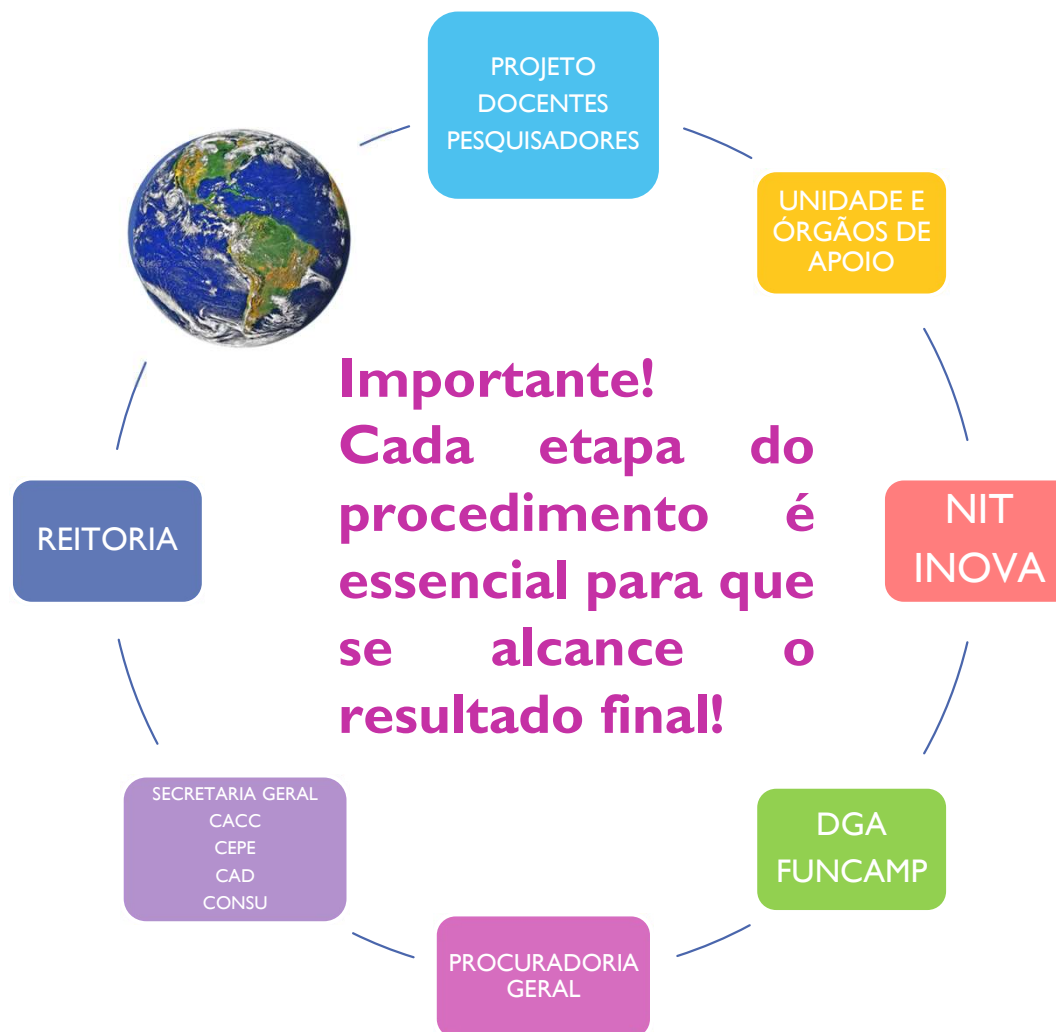 PROJETO
DOCENTES
PESQUISADORES
UNIDADE E
ÓRGÃOS DE
APOIO
Importante!
Cada etapa do
procedimento é
essencial para que
se alcance o
resultado final!
NIT
INOVA
DGA
FUNCAMP
PROCURADORIA
GERAL
SECRETARIA GERAL
CACC
CEPE
CAD
CONSU
REITORIA